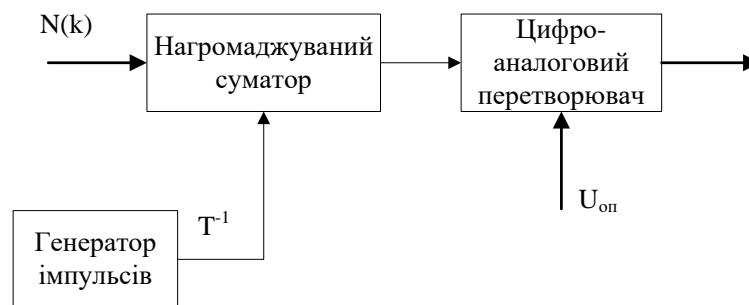 N(k)
Нагромаджуваний
суматор
Цифро-
аналоговий
перетворювач
T⁻¹
Uоп
Генератор
імпульсів